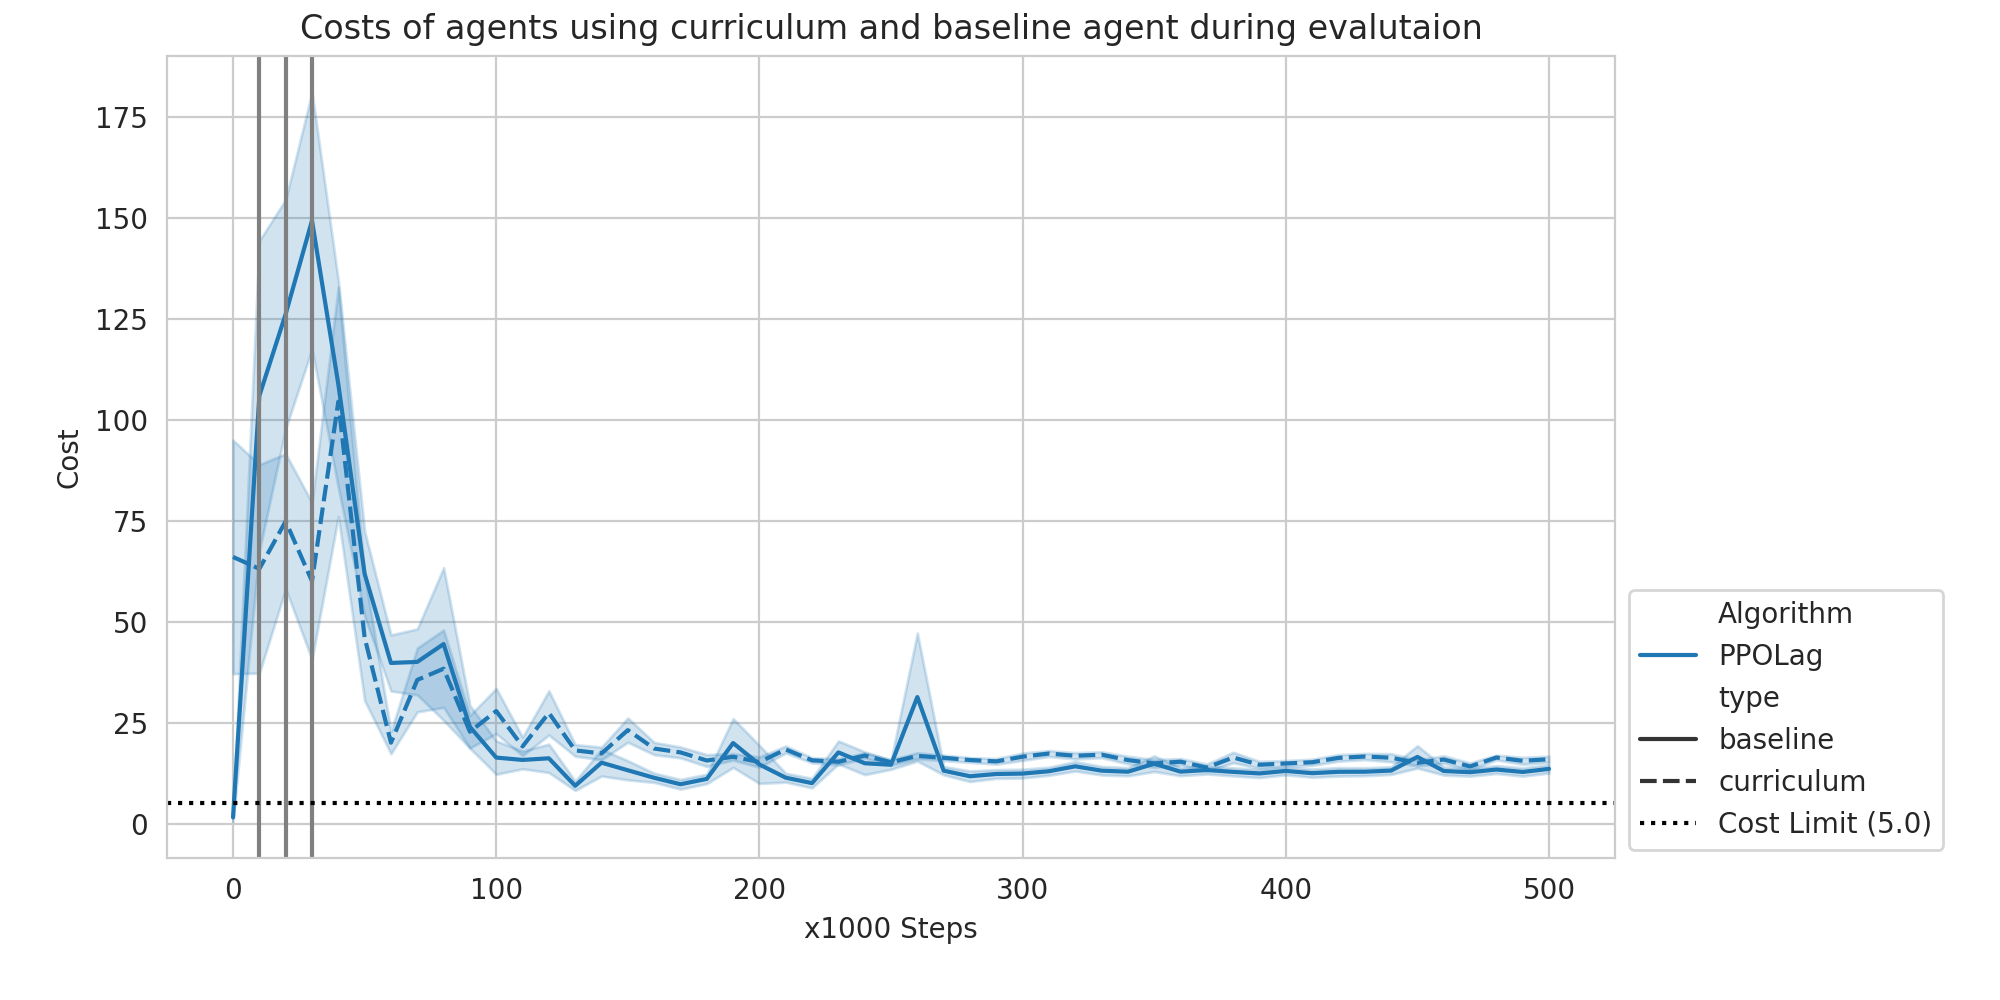 Costs of agents using curriculum and baseline agent during evalutaion
175
150
125
100
75
50
25
0
Cost
0 100 200 300 400 500
x1000 Steps
Algorithm
PPOLag
type
baseline
curriculum
Cost Limit (5.0)